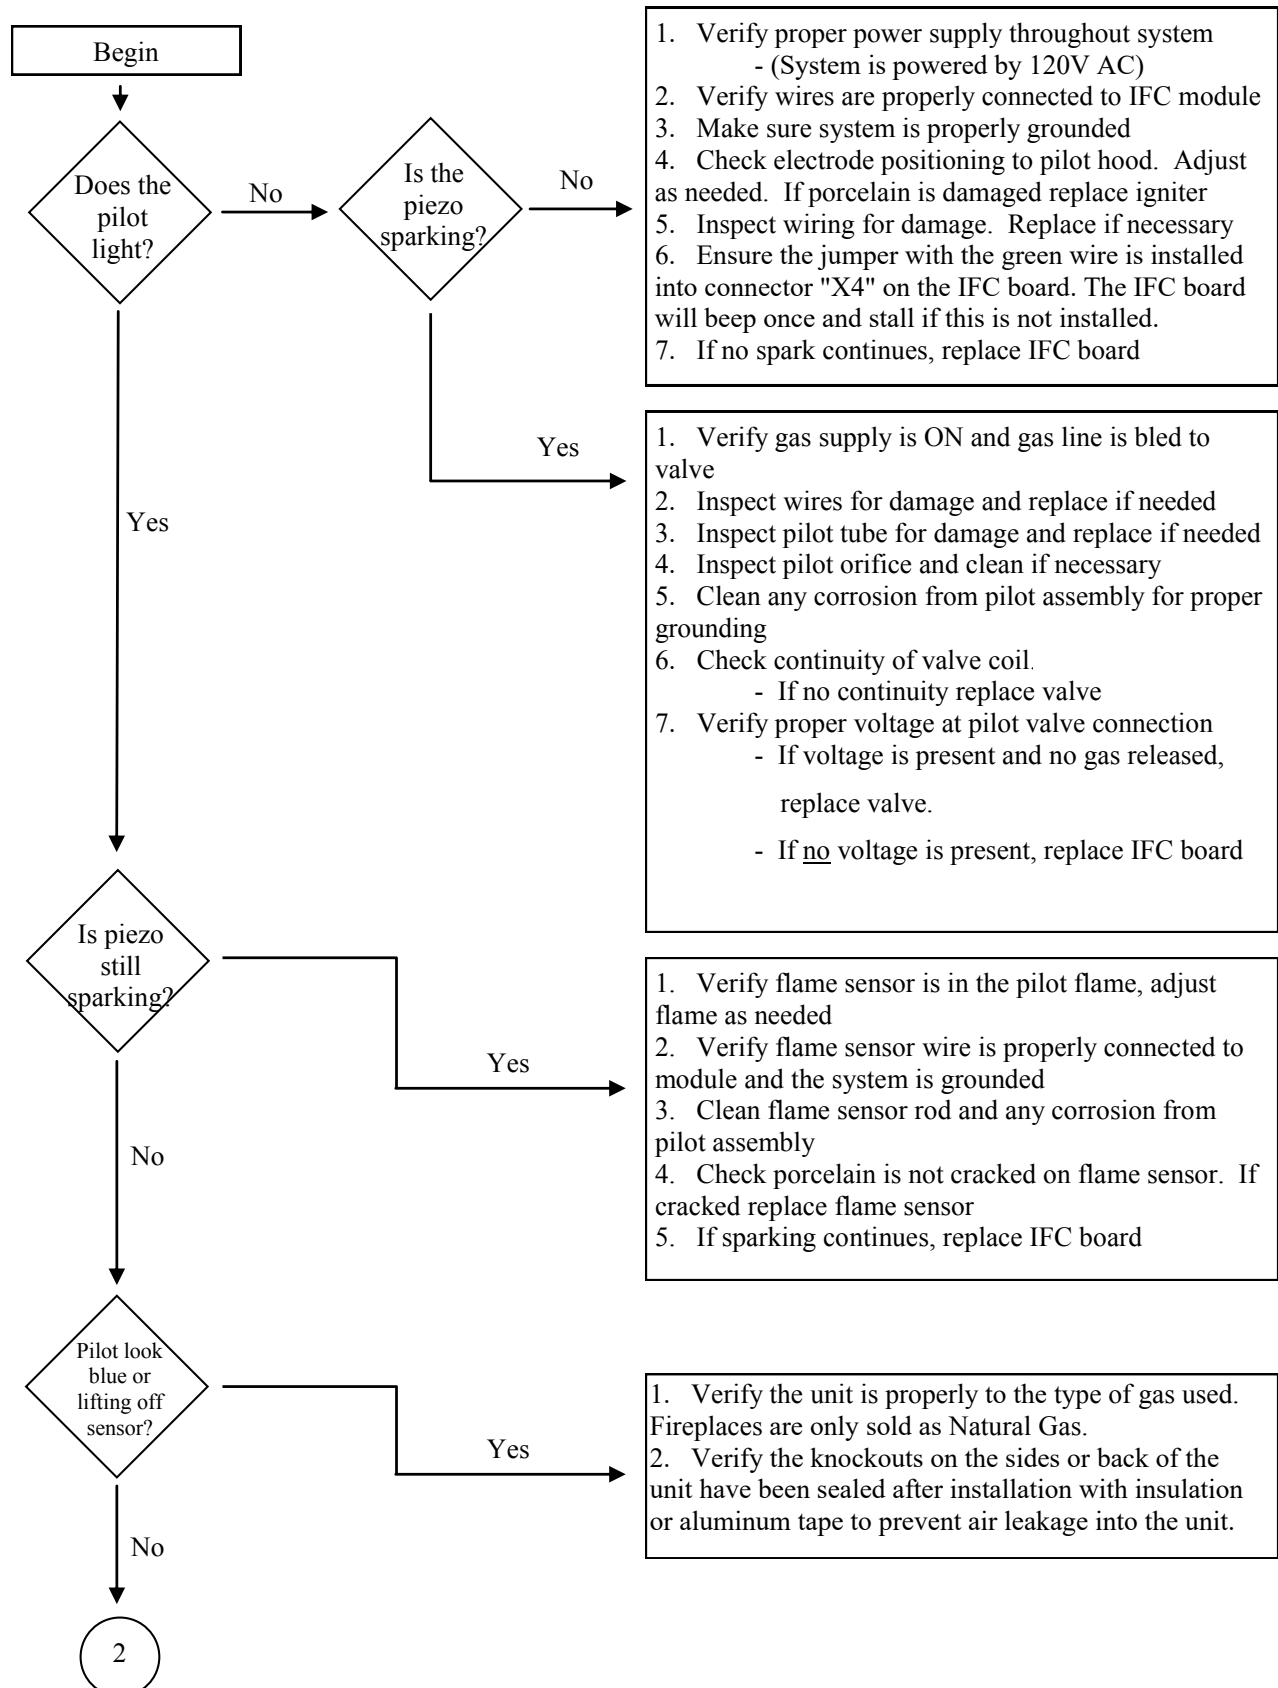 Begin
Does the
pilot
light?
No
Is the
piezo
sparking?
No
1. Verify proper power supply throughout system
- (System is powered by 120V AC)
2. Verify wires are properly connected to IFC module
3. Make sure system is properly grounded
4. Check electrode positioning to pilot hood. Adjust
as needed. If porcelain is damaged replace igniter
5. Inspect wiring for damage. Replace if necessary
6. Ensure the jumper with the green wire is installed
into connector "X4" on the IFC board. The IFC board
will beep once and stall if this is not installed.
7. If no spark continues, replace IFC board
Yes
1. Verify gas supply is ON and gas line is bled to
valve
2. Inspect wires for damage and replace if needed
3. Inspect pilot tube for damage and replace if needed
4. Inspect pilot orifice and clean if necessary
5. Clean any corrosion from pilot assembly for proper
grounding
6. Check continuity of valve coil.
- If no continuity replace valve
7. Verify proper voltage at pilot valve connection
- If voltage is present and no gas released,
replace valve.
- If no voltage is present, replace IFC board
Yes
Is piezo
still
sparking?
Yes
1. Verify flame sensor is in the pilot flame, adjust
flame as needed
2. Verify flame sensor wire is properly connected to
module and the system is grounded
3. Clean flame sensor rod and any corrosion from
pilot assembly
4. Check porcelain is not cracked on flame sensor. If
cracked replace flame sensor
5. If sparking continues, replace IFC board
No
Pilot look
blue or
lifting off
sensor?
Yes
1. Verify the unit is properly to the type of gas used.
Fireplaces are only sold as Natural Gas.
2. Verify the knockouts on the sides or back of the
unit have been sealed after installation with insulation
or aluminum tape to prevent air leakage into the unit.
No
2